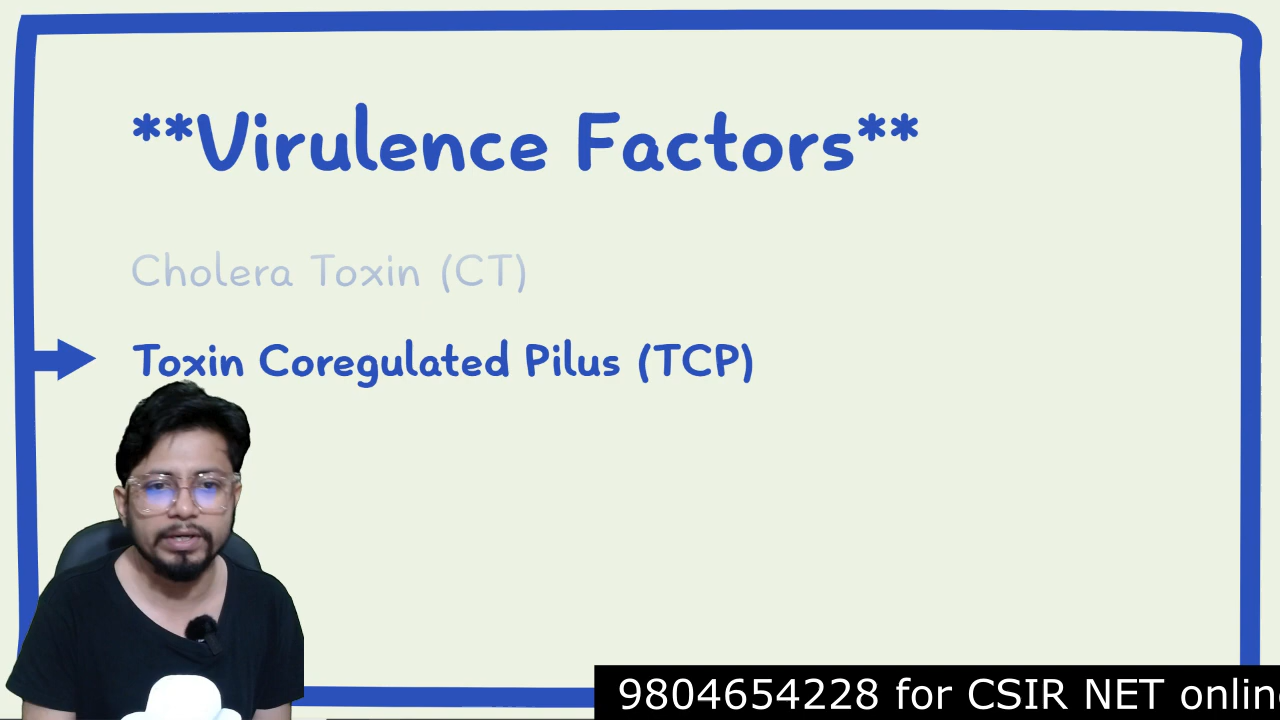 **Virulence Factors**
Cholera Toxin (CT)
Toxin Coregulated Pilus (TCP)
9804654228 for CSIR NET onlin